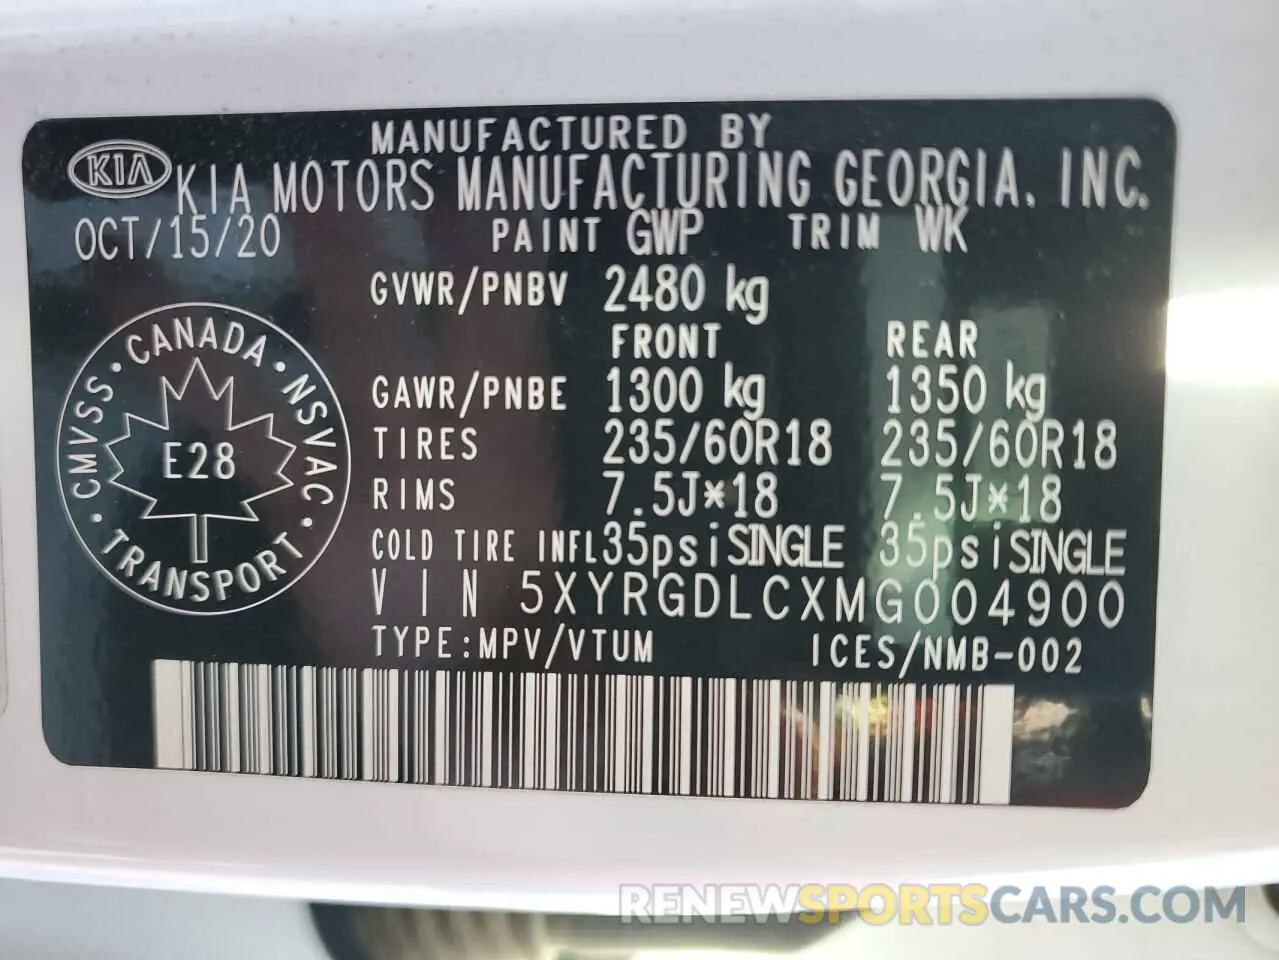 MANUFACTURED BY
KIA KIA MOTORS MANUFACTURING GEORGIA, INC.
OCT/15/20 PAINT GWP TRIM WK
GVWR/PNBV 2480 kg
FRONT REAR
GAWR/PNBE 1300 kg 1350 kg
TIRES 235/60R18 235/60R18
RIMS 7.5J*18 7.5J*18
COLD TIRE INFL 35psi SINGLE 35psi SINGLE
VIN 5XYRGDLCXMG004900
TYPE:MPV/VTUM ICES/NMB-002
CMVSS · CANADA · NSVAC ·
E28
TRANSPORT ·
RENEWSPORTSCARS.COM